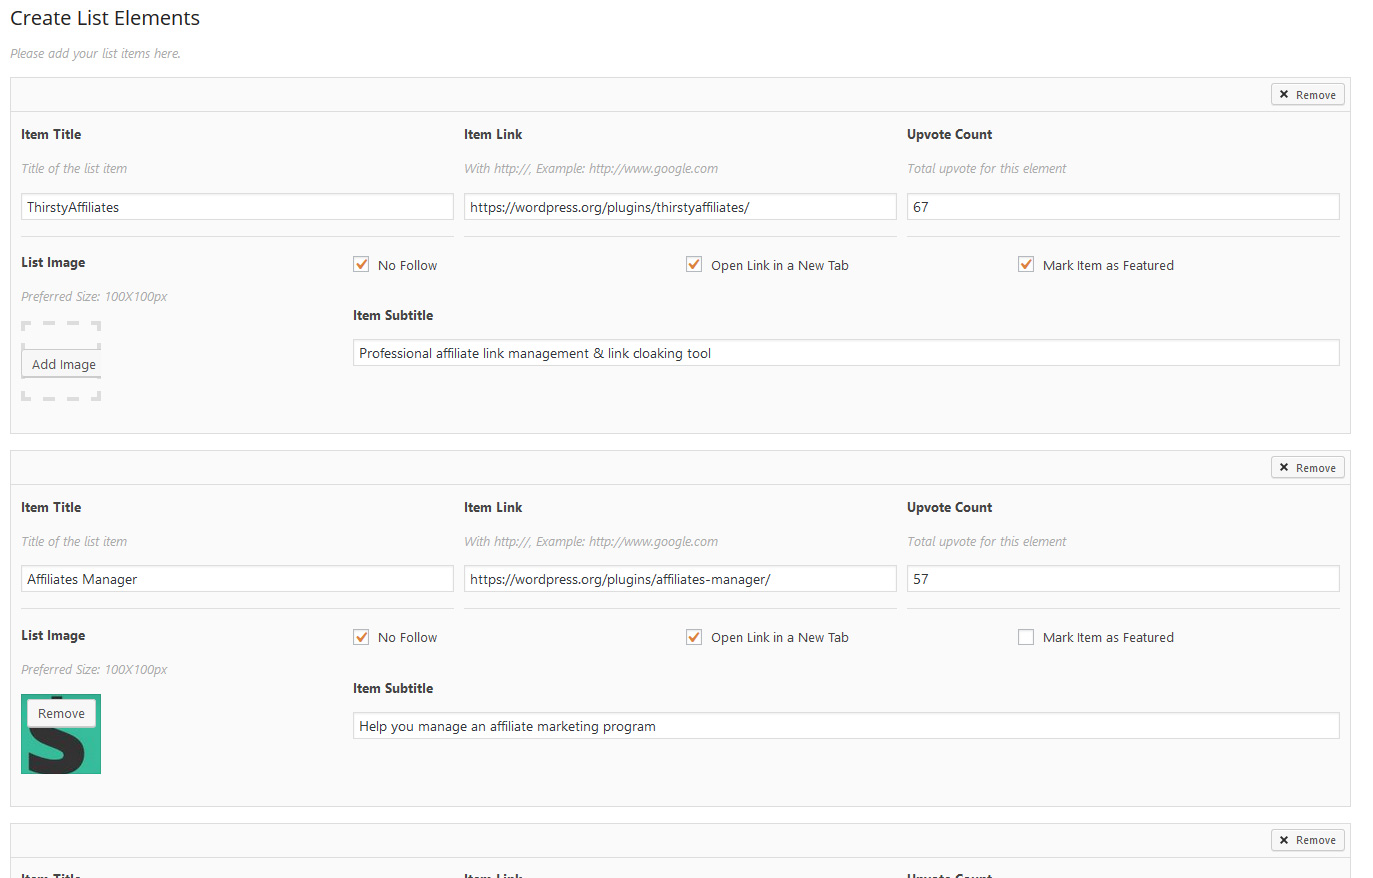 Create List Elements
Please add your list items here.
✕ Remove
Item Title Item Link Upvote Count
Title of the list item With http://, Example: http://www.google.com Total upvote for this element
ThirstyAffiliates https://wordpress.org/plugins/thirstyaffiliates/ 67
List Image No Follow Open Link in a New Tab Mark Item as Featured
Preferred Size: 100X100px
Item Subtitle
Add Image Professional affiliate link management & link cloaking tool
✕ Remove
Item Title Item Link Upvote Count
Title of the list item With http://, Example: http://www.google.com Total upvote for this element
Affiliates Manager https://wordpress.org/plugins/affiliates-manager/ 57
List Image No Follow Open Link in a New Tab Mark Item as Featured
Preferred Size: 100X100px
Item Subtitle
Remove Help you manage an affiliate marketing program
✕ Remove
Item Title Item Link Upvote Count